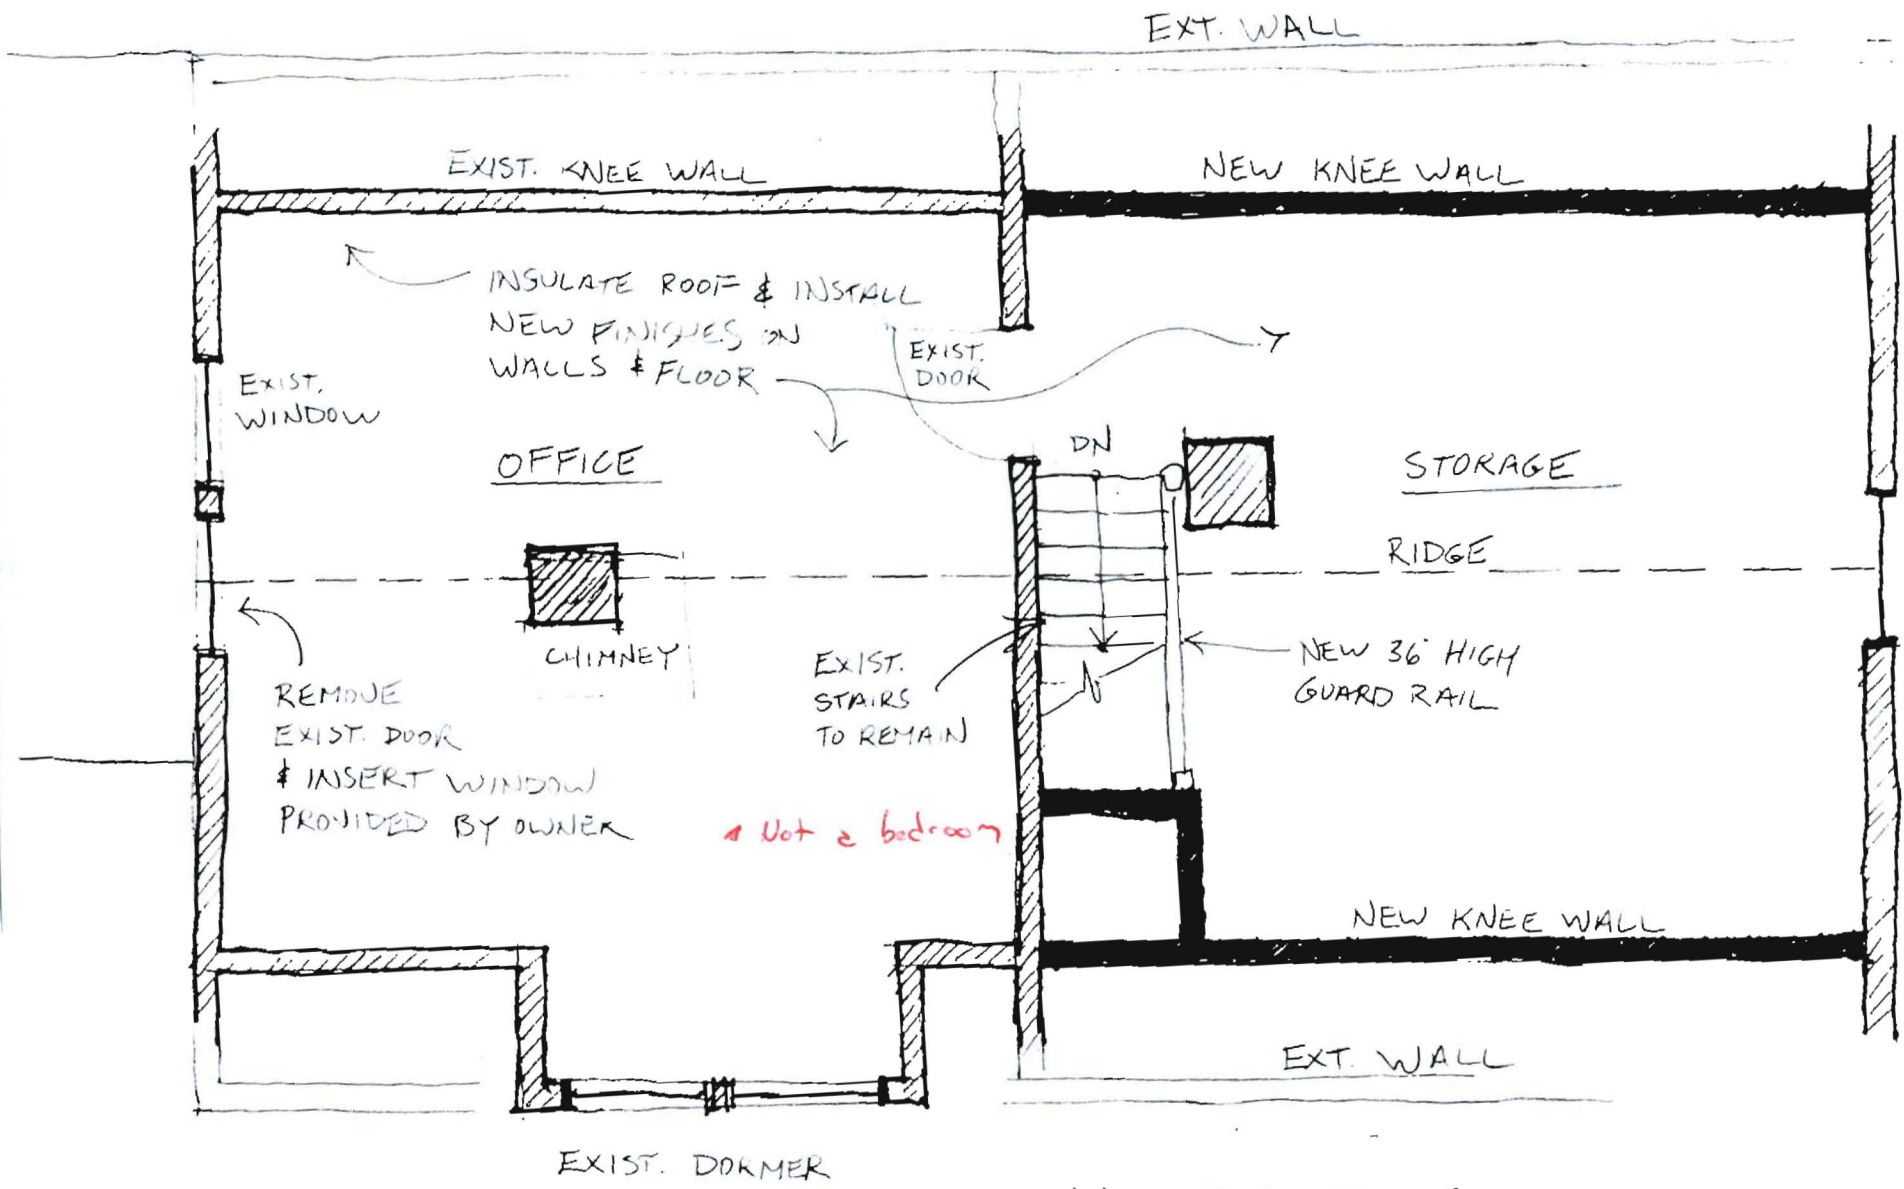 EXT. WALL
EXIST. KNEE WALL
NEW KNEE WALL
INSULATE ROOF & INSTALL
NEW FINISHES ON
WALLS & FLOOR
EXIST.
DOOR
EXIST.
WINDOW
OFFICE
DN
STORAGE
RIDGE
CHIMNEY
EXIST.
STAIRS
TO REMAIN
NEW 36" HIGH
GUARD RAIL
REMOVE
EXIST. DOOR
& INSERT WINDOW
PROVIDED BY OWNER
Not a bedroom
NEW KNEE WALL
EXT. WALL
EXIST. DORMER